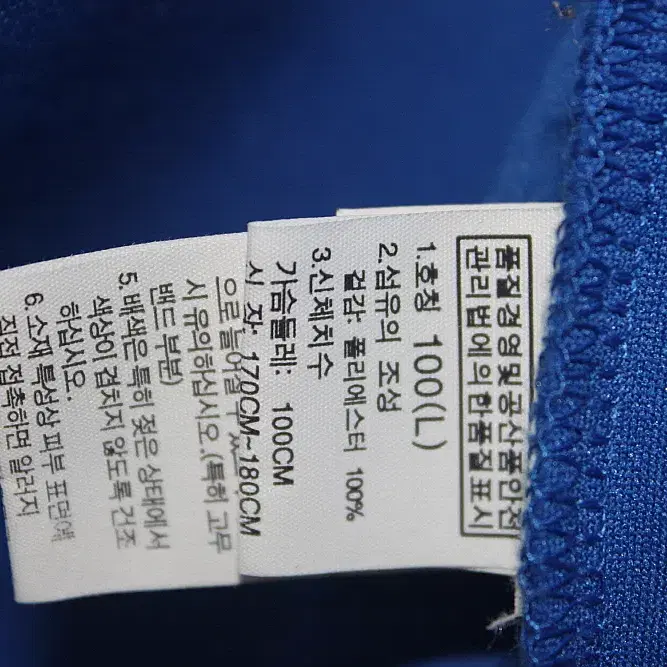 품질경영및공산품안전
관리법에의한품질표시
1.호칭 100(L)
2.섬유의 조성
겉감: 폴리에스터 100%
3.신체치수
가슴둘레: 100CM
신 장: 170CM~180CM
시 유의하십시오.(특히 고무
밴드 부분)
5.배색은 특히 젖은 상태에서
색상이 겹치지 않도록 건조
하십시오.
6.소재 특성상 피부 표면에
직접 접촉하면 알러지